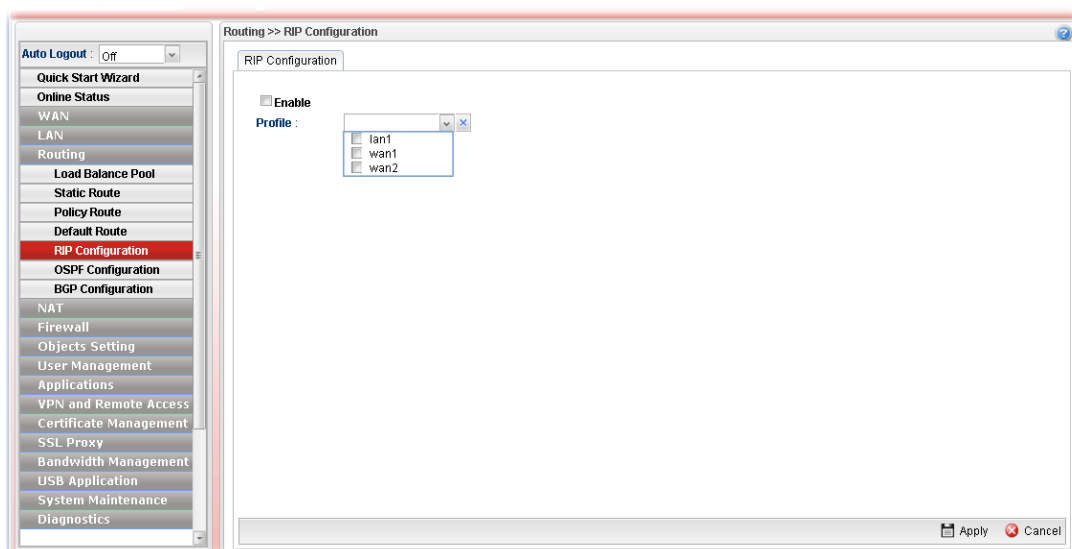 Auto Logout : Off
Quick Start Wizard
Online Status
WAN
LAN
Routing
Load Balance Pool
Static Route
Policy Route
Default Route
RIP Configuration
OSPF Configuration
BGP Configuration
NAT
Firewall
Objects Setting
User Management
Applications
VPN and Remote Access
Certificate Management
SSL Proxy
Bandwidth Management
USB Application
System Maintenance
Diagnostics
Routing >> RIP Configuration
RIP Configuration
Enable
Profile :
lan1
wan1
wan2
Apply Cancel